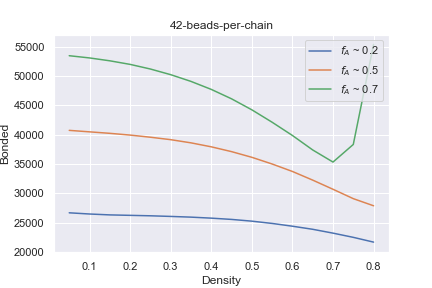 42-beads-per-chain
55000
50000
45000
40000
35000
30000
25000
20000
Bonded
f_A ~ 0.2
f_A ~ 0.5
f_A ~ 0.7
0.1 0.2 0.3 0.4 0.5 0.6 0.7 0.8
Density